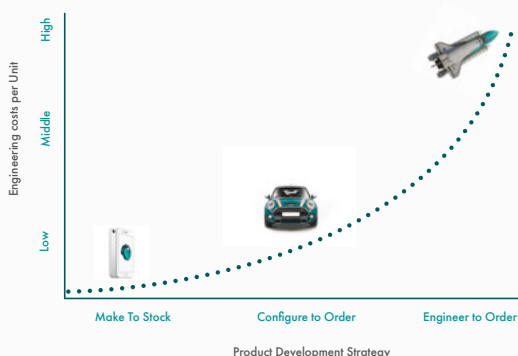 High
Middle
Low
Engineering costs per Unit
Make To Stock
Configure to Order
Engineer to Order
Product Development Strategy